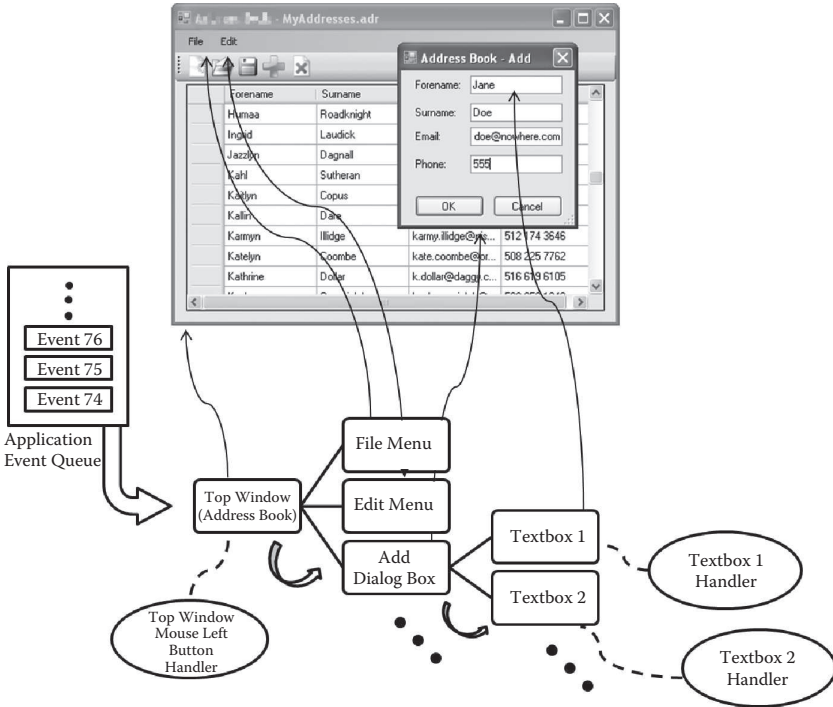 MyAddresses.adr
File Edit
Address Book - Add
Forename: Jane
Surname: Doe
Email: doe@nowhere.com
Phone: 555
OK Cancel
Forename Surname
Humaa Roadknight
Ingrid Laudick
Jazzlyn Dagnall
Kahl Sutheran
Kaitlyn Copus
Kallin Dare
Karmyn Illidge karmy.illidge@ 512 174 3646
Katelyn Coombe kate.coombe@ 508 225 7762
Kathrine Dollar k.dollar@daggy.c... 516 619 6105
Event 76
Event 75
Event 74
Application
Event Queue
Top Window
(Address Book)
File Menu
Edit Menu
Add
Dialog Box
Textbox 1
Textbox 2
Textbox 1
Handler
Top Window
Mouse Left
Button
Handler
Textbox 2
Handler